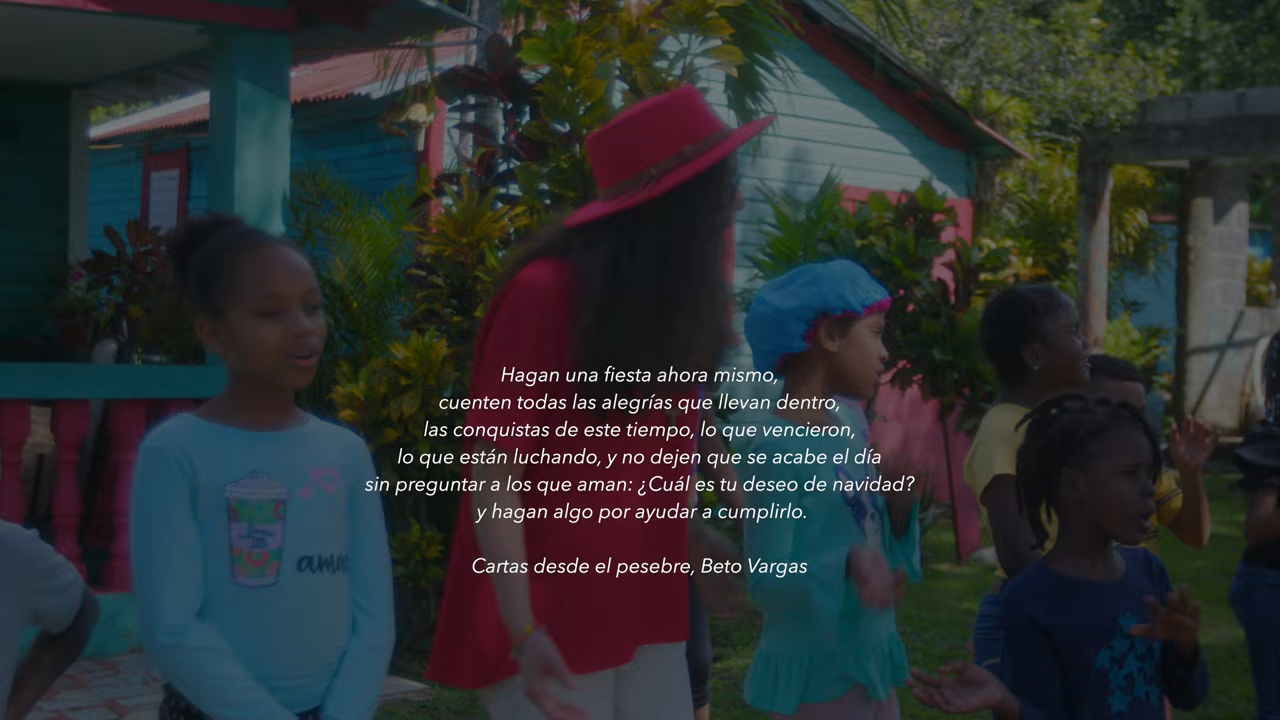 Hagan una fiesta ahora mismo,
cuenten todas las alegrías que llevan dentro,
las conquistas de este tiempo, lo que vencieron,
lo que están luchando, y no dejen que se acabe el día
sin preguntar a los que aman: ¿Cuál es tu deseo de navidad?
y hagan algo por ayudar a cumplirlo.
Cartas desde el pesebre, Beto Vargas